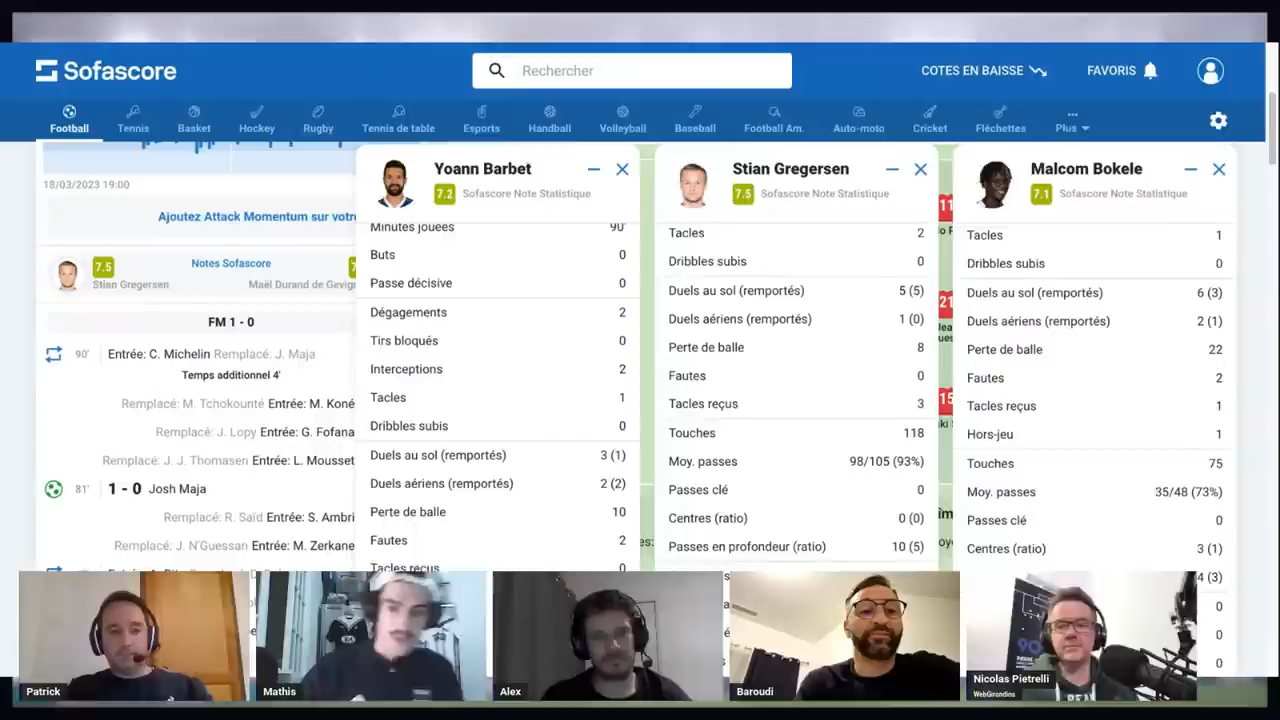 Sofascore
Rechercher
COTES EN BAISSE
FAVORIS
Football
Tennis
Basket
Hockey
Rugby
Tennis de table
Esports
Handball
Volleyball
Baseball
Football Am.
Auto-moto
Cricket
Fléchettes
Plus
18/03/2023 19:00
Ajoutez Attack Momentum sur votre
7.5
Notes Sofascore
Stian Gregersen
Maël Durand de Gevign
FM 1 - 0
90' Entrée: C. Michelin Remplacé: J. Maja
Temps additionnel 4'
Remplacé: M. Tchokounté Entrée: M. Koné
Remplacé: J. Lopy Entrée: G. Fofana
Remplacé: J. J. Thomasen Entrée: L. Mousset
81' 1 - 0 Josh Maja
Remplacé: R. Saïd Entrée: S. Ambri
Remplacé: J. N'Guessan Entrée: M. Zerkane
Yoann Barbet
7.2 Sofascore Note Statistique
Minutes jouées 90'
Buts 0
Passe décisive 0
Dégagements 2
Tirs bloqués 0
Interceptions 2
Tacles 1
Dribbles subis 0
Duels au sol (remportés) 3 (1)
Duels aériens (remportés) 2 (2)
Perte de balle 10
Fautes 2
Tacles reçus 0
Stian Gregersen
7.5 Sofascore Note Statistique
Tacles 2
Dribbles subis 0
Duels au sol (remportés) 5 (5)
Duels aériens (remportés) 1 (0)
Perte de balle 8
Fautes 0
Tacles reçus 3
Touches 118
Moy. passes 98/105 (93%)
Passes clé 0
Centres (ratio) 0 (0)
Passes en profondeur (ratio) 10 (5)
11
21
15
Malcom Bokele
7.1 Sofascore Note Statistique
Tacles 1
Dribbles subis 0
Duels au sol (remportés) 6 (3)
Duels aériens (remportés) 2 (1)
Perte de balle 22
Fautes 2
Tacles reçus 1
Hors-jeu 1
Touches 75
Moy. passes 35/48 (73%)
Passes clé 0
Centres (ratio) 3 (1)
4 (3)
0
0
0
Patrick
Mathis
Alex
Baroudi
Nicolas Pietrelli
WebGirondins